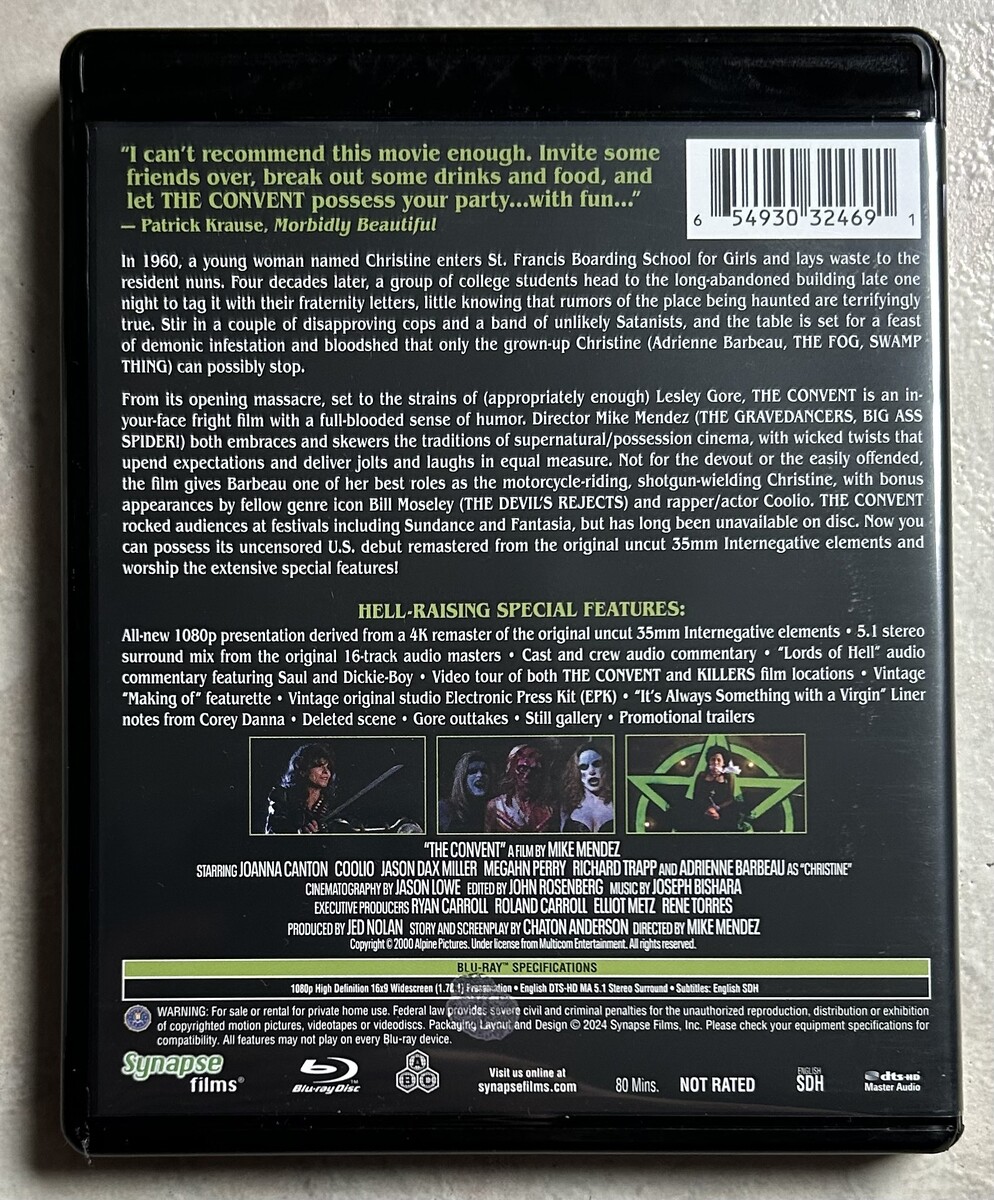 "I can't recommend this movie enough. Invite some
friends over, break out some drinks and food, and
let THE CONVENT possess your party...with fun..."
— Patrick Krause, Morbidly Beautiful
6 54930 32469 1
In 1960, a young woman named Christine enters St. Francis Boarding School for Girls and lays waste to the
resident nuns. Four decades later, a group of college students head to the long-abandoned building late one
night to tag it with their fraternity letters, little knowing that rumors of the place being haunted are terrifyingly
true. Stir in a couple of disapproving cops and a band of unlikely Satanists, and the table is set for a feast
of demonic infestation and bloodshed that only the grown-up Christine (Adrienne Barbeau, THE FOG, SWAMP
THING) can possibly stop.
From its opening massacre, set to the strains of (appropriately enough) Lesley Gore, THE CONVENT is an in-
your-face fright film with a full-blooded sense of humor. Director Mike Mendez (THE GRAVEDANCERS, BIG ASS
SPIDER!) both embraces and skewers the traditions of supernatural/possession cinema, with wicked twists that
upend expectations and deliver jolts and laughs in equal measure. Not for the devout or the easily offended,
the film gives Barbeau one of her best roles as the motorcycle-riding, shotgun-wielding Christine, with bonus
appearances by fellow genre icon Bill Moseley (THE DEVIL'S REJECTS) and rapper/actor Coolio. THE CONVENT
rocked audiences at festivals including Sundance and Fantasia, but has long been unavailable on disc. Now you
can possess its uncensored U.S. debut remastered from the original uncut 35mm Internegative elements and
worship the extensive special features!
HELL-RAISING SPECIAL FEATURES:
All-new 1080p presentation derived from a 4K remaster of the original uncut 35mm Internegative elements • 5.1 stereo
surround mix from the original 16-track audio masters • Cast and crew audio commentary • "Lords of Hell" audio
commentary featuring Saul and Dickie-Boy • Video tour of both THE CONVENT and KILLERS film locations • Vintage
"Making of" featurette • Vintage original studio Electronic Press Kit (EPK) • "It's Always Something with a Virgin" Liner
notes from Corey Danna • Deleted scene • Gore outtakes • Still gallery • Promotional trailers
"THE CONVENT" A FILM BY MIKE MENDEZ
STARRING JOANNA CANTON COOLIO JASON DAX MILLER MEGAHN PERRY RICHARD TRAPP AND ADRIENNE BARBEAU AS "CHRISTINE"
CINEMATOGRAPHY BY JASON LOWE EDITED BY JOHN ROSENBERG MUSIC BY JOSEPH BISHARA
EXECUTIVE PRODUCERS RYAN CARROLL ROLAND CARROLL ELLIOT METZ RENE TORRES
PRODUCED BY JED NOLAN STORY AND SCREENPLAY BY CHATON ANDERSON DIRECTED BY MIKE MENDEZ
Copyright © 2000 Alpine Pictures. Under license from Multicom Entertainment. All rights reserved.
BLU-RAY™ SPECIFICATIONS
1080p High Definition 16x9 Widescreen • English DTS-HD MA 5.1 Stereo Surround • Subtitles: English SDH
WARNING: For sale or rental for private home use. Federal law provides severe civil and criminal penalties for the unauthorized reproduction, distribution or exhibition
of copyrighted motion pictures, videotapes or videodiscs. Packaging Layout and Design © 2024 Synapse Films, Inc. Please check your equipment specifications for
compatibility. All features may not play on every Blu-ray device.
Synapse
films®
Blu-ray Disc™
A B C
Visit us online at
synapsefilms.com
80 Mins.
NOT RATED
ENGLISH
SDH
dts-HD
Master Audio